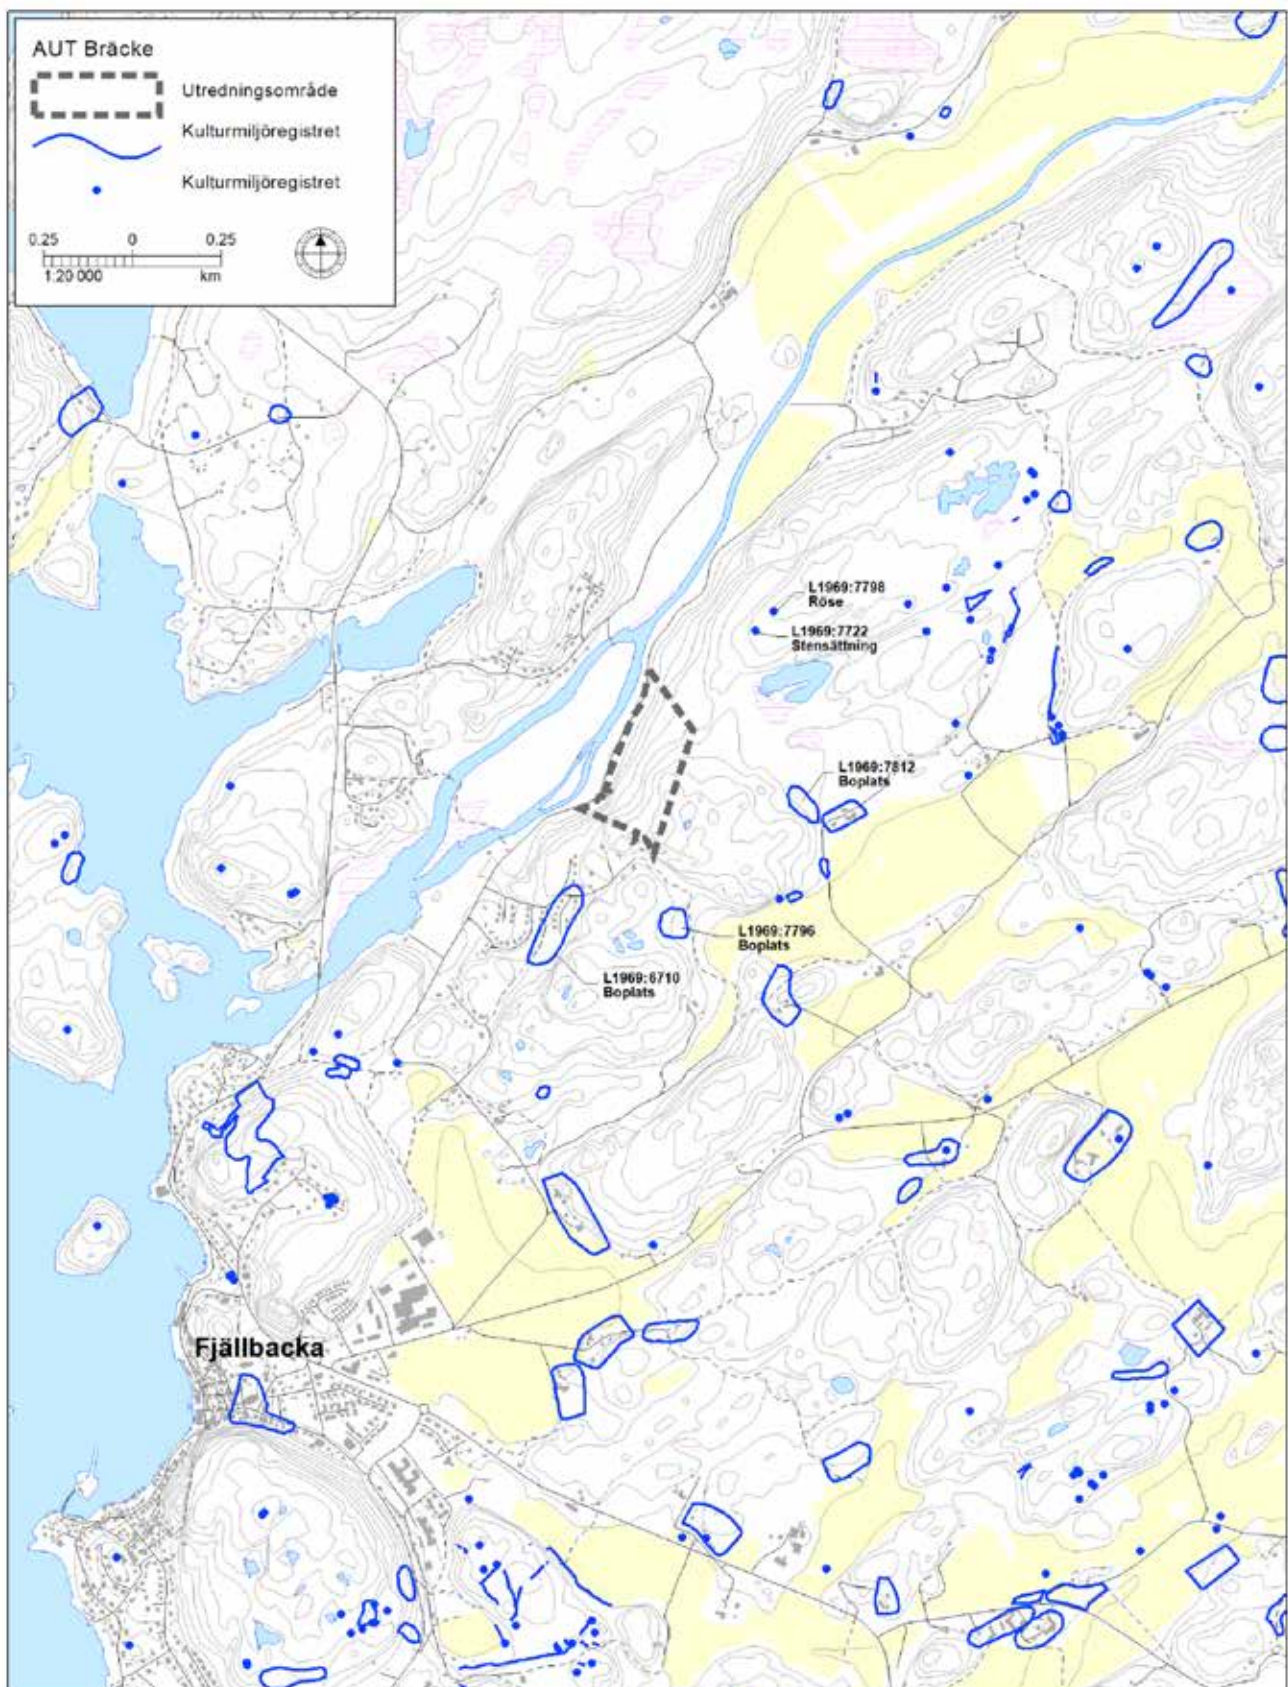 AUT Bräcke
Utredningsområde
Kulturmiljöregistret
Kulturmiljöregistret
0.25 0 0.25
1:20 000 km
L1969:7798
Röse
L1969:7722
Stensättning
L1969:7812
Boplats
L1969:7796
Boplats
L1969:6710
Boplats
Fjällbacka